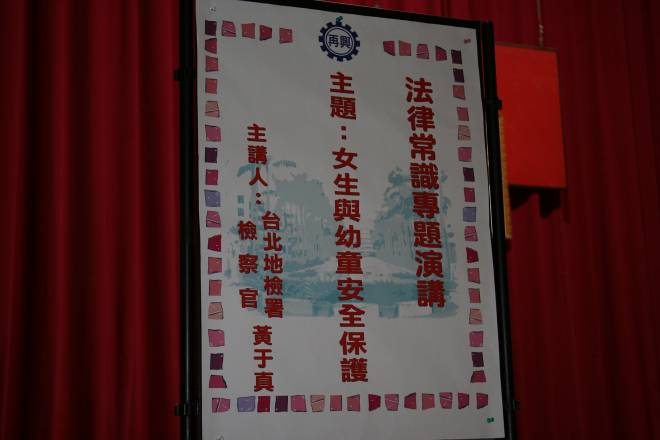 再興
法律常識專題演講
主題：女生與幼童安全保護
主講人：台北地檢署
檢察官 黃于真